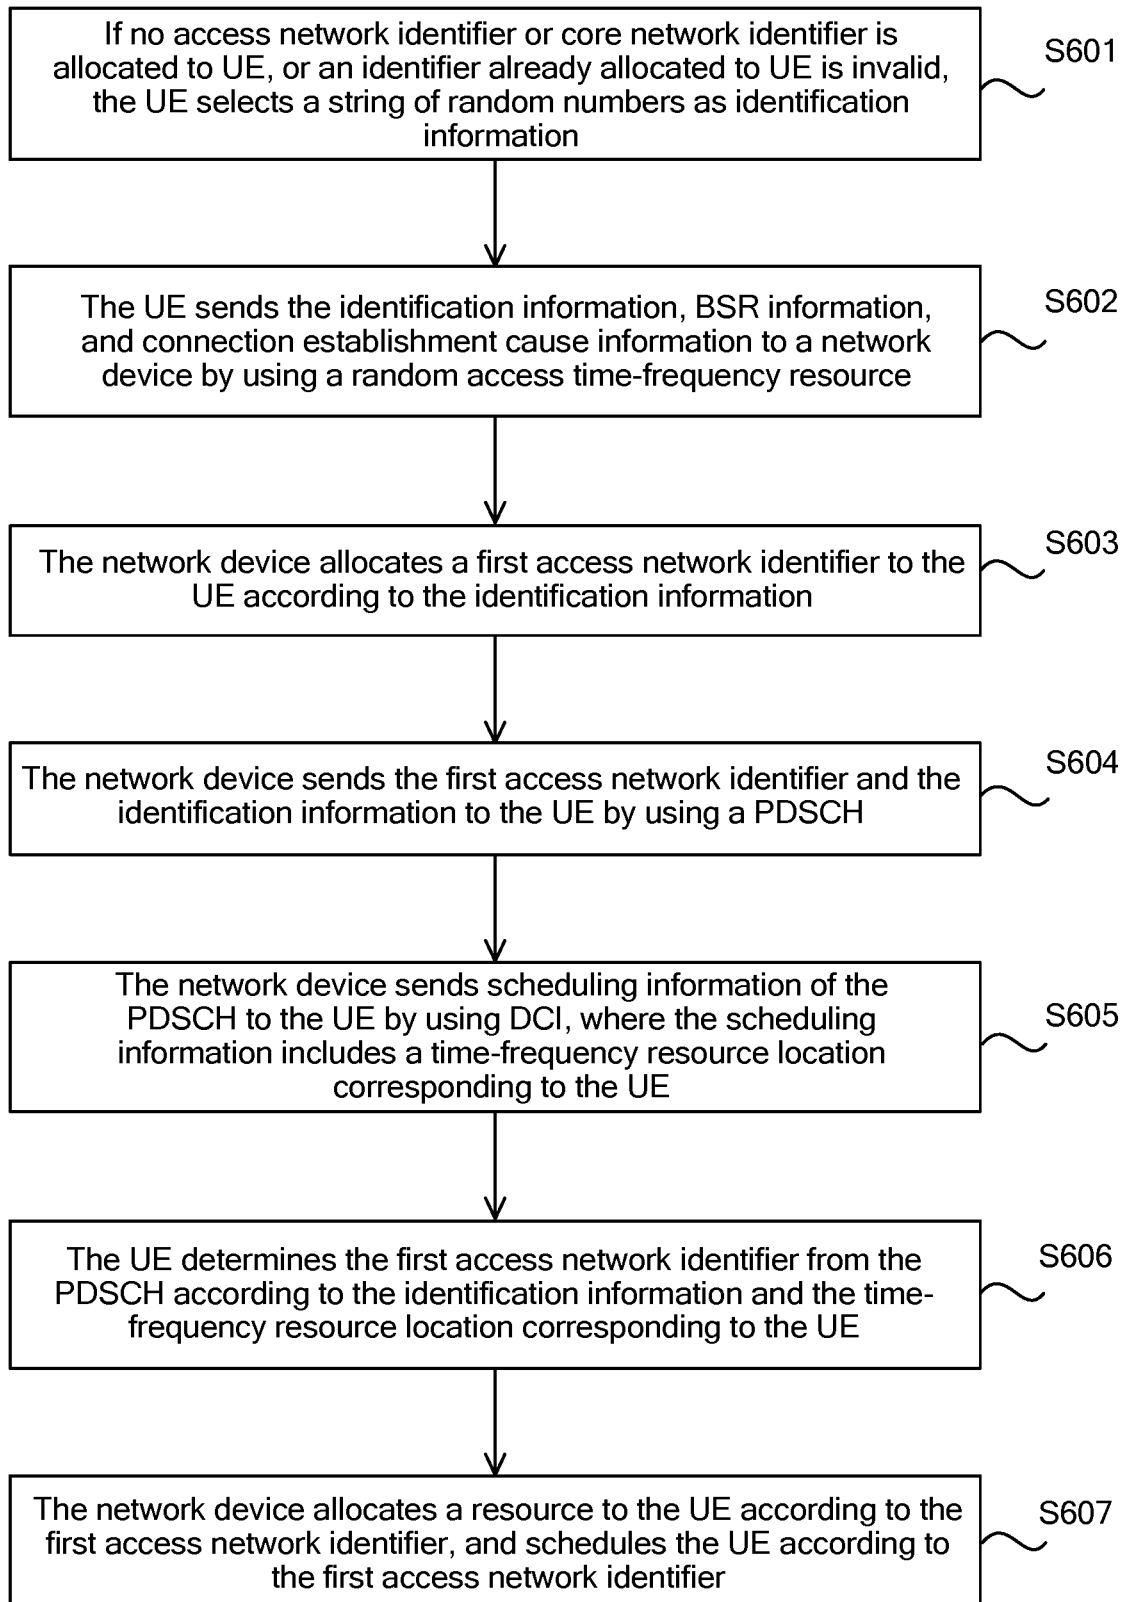 If no access network identifier or core network identifier is
allocated to UE, or an identifier already allocated to UE is invalid,
the UE selects a string of random numbers as identification
information
S601
The UE sends the identification information, BSR information,
and connection establishment cause information to a network
device by using a random access time-frequency resource
S602
The network device allocates a first access network identifier to the
UE according to the identification information
S603
The network device sends the first access network identifier and the
identification information to the UE by using a PDSCH
S604
The network device sends scheduling information of the
PDSCH to the UE by using DCI, where the scheduling
information includes a time-frequency resource location
corresponding to the UE
S605
The UE determines the first access network identifier from the
PDSCH according to the identification information and the time-
frequency resource location corresponding to the UE
S606
The network device allocates a resource to the UE according to the
first access network identifier, and schedules the UE according to
the first access network identifier
S607